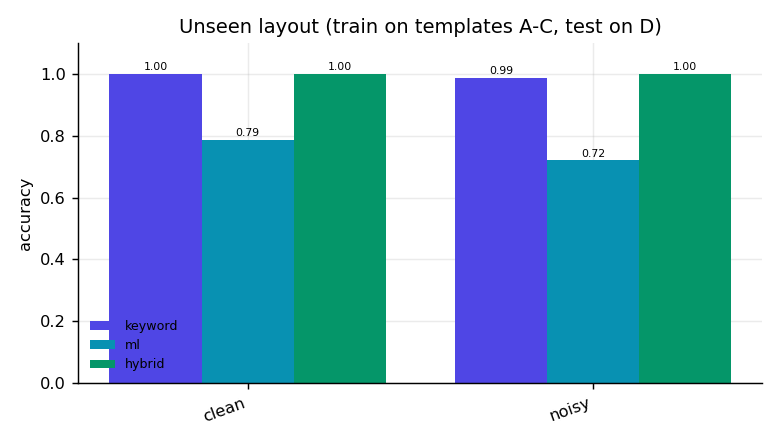 Unseen layout (train on templates A-C, test on D)
accuracy
1.0
0.8
0.6
0.4
0.2
0.0
1.00
0.79
1.00
0.99
0.72
1.00
keyword
ml
hybrid
clean
noisy